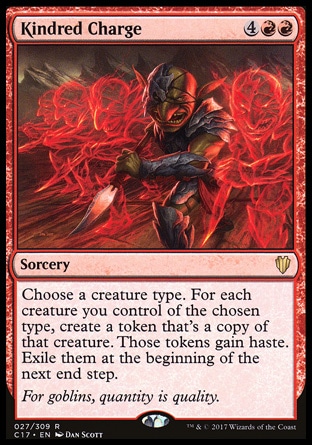 Kindred Charge 4
Sorcery
Choose a creature type. For each
creature you control of the chosen
type, create a token that's a copy of
that creature. Those tokens gain haste.
Exile them at the beginning of the
next end step.
For goblins, quantity is quality.
027/309 R
C17 • EN Dan Scott
™ & © 2017 Wizards of the Coast